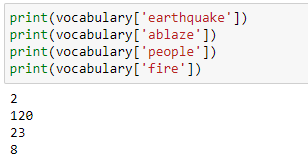 print(vocabulary['earthquake'])
print(vocabulary['ablaze'])
print(vocabulary['people'])
print(vocabulary['fire'])
2
120
23
8